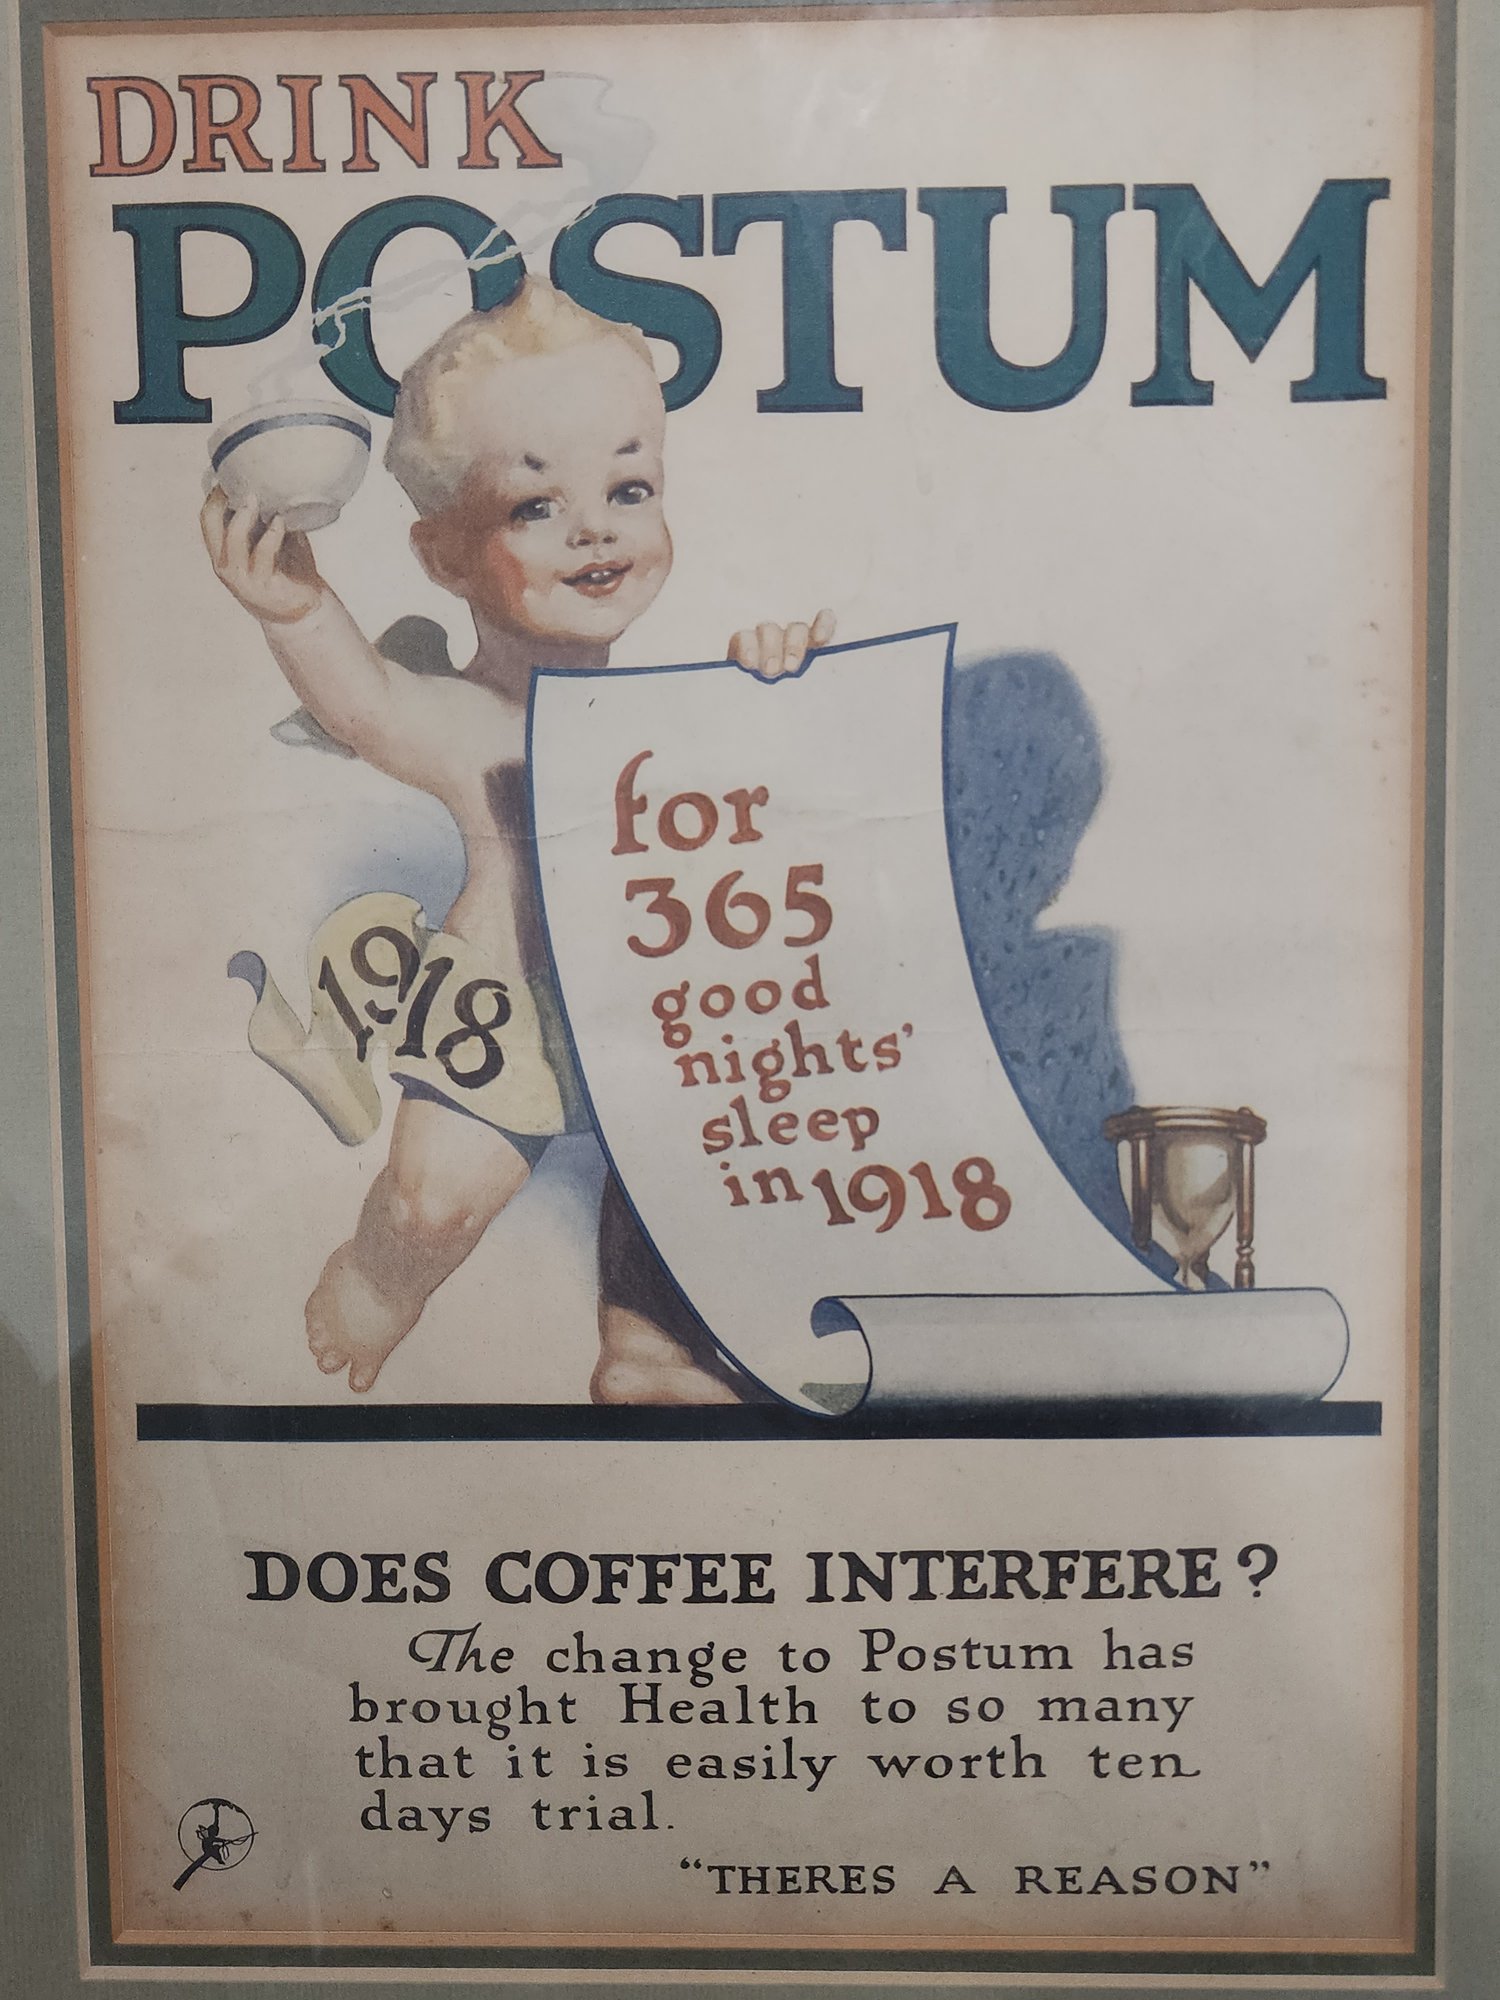 DRINK
POSTUM
for
365
good
nights'
sleep
in 1918
1918
DOES COFFEE INTERFERE?
The change to Postum has
brought Health to so many
that it is easily worth ten
days trial.
"THERES A REASON"